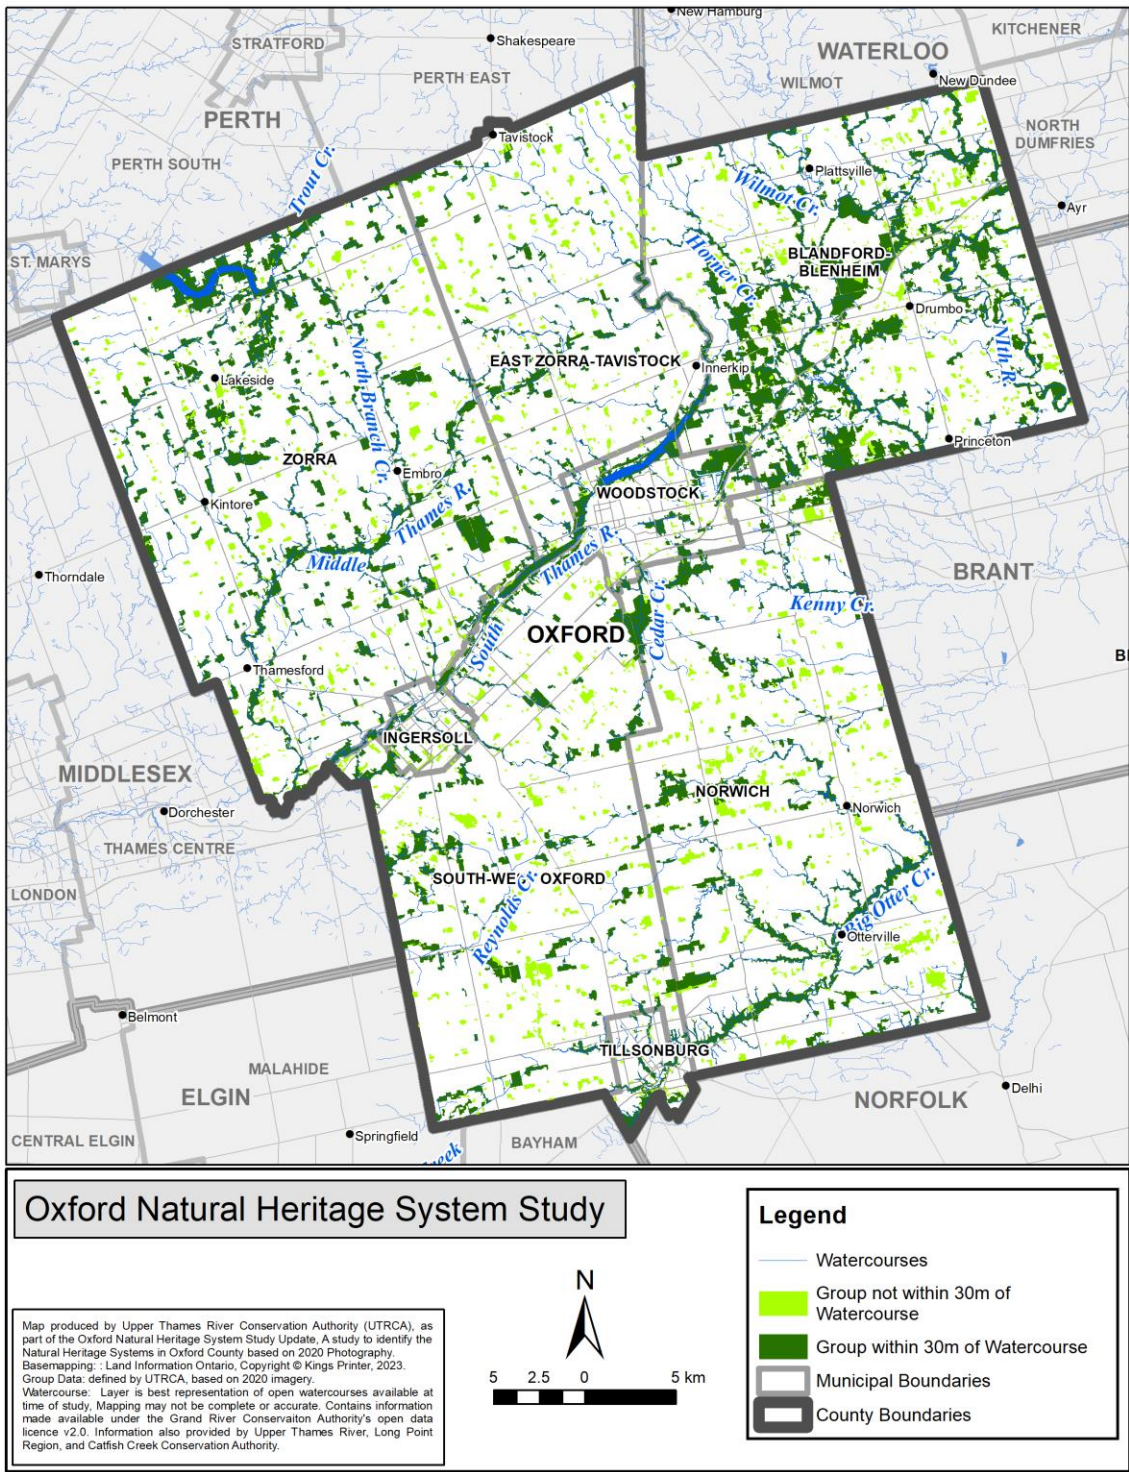 New Hamburg
KITCHENER
STRATFORD
Shakespeare
WATERLOO
PERTH EAST
WILMOT
New Dundee
PERTH
NORTH
DUMFRIES
Tavistock
PERTH SOUTH
Trout Cr.
Plattsville
Wilmot Cr.
Ayr
ST. MARYS
Horner Cr.
BLANDFORD-
BLENHEIM
Drumbo
Nith R.
North Branch Cr.
EAST ZORRA-TAVISTOCK
Innerkip
Lakeside
Princeton
ZORRA
Embro
WOODSTOCK
Kintore
Thames R.
Middle
Thames R.
Thorndale
BRANT
Cedar Cr.
Kenny Cr.
OXFORD
South
B
Thamesford
INGERSOLL
MIDDLESEX
NORWICH
Norwich
Dorchester
THAMES CENTRE
SOUTH-WE OXFORD
Reynolds Cr.
LONDON
Big Otter Cr.
Otterville
Belmont
TILLSONBURG
MALAHIDE
ELGIN
NORFOLK
Delhi
CENTRAL ELGIN
Springfield
BAYHAM
eek
Oxford Natural Heritage System Study
Map produced by Upper Thames River Conservation Authority (UTRCA), as
part of the Oxford Natural Heritage System Study Update, A study to identify the
Natural Heritage Systems in Oxford County based on 2020 Photography.
Basemapping: : Land Information Ontario, Copyright © Kings Printer, 2023.
Group Data: defined by UTRCA, based on 2020 imagery.
Watercourse: Layer is best representation of open watercourses available at
time of study, Mapping may not be complete or accurate. Contains information
made available under the Grand River Conservaiton Authority's open data
licence v2.0. Information also provided by Upper Thames River, Long Point
Region, and Catfish Creek Conservation Authority.
N
5 2.5 0 5 km
Legend
Watercourses
Group not within 30m of
Watercourse
Group within 30m of Watercourse
Municipal Boundaries
County Boundaries